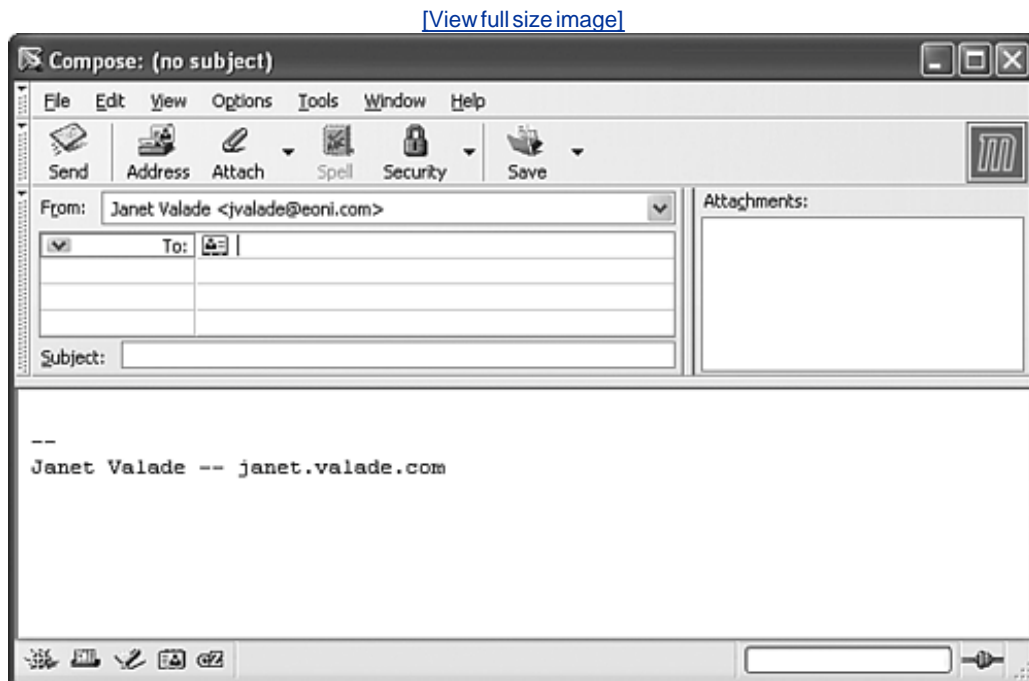 [View full size image]
Compose: (no subject)
File Edit View Options Tools Window Help
Send Address Attach Spell Security Save
From: Janet Valade <jvalade@eoni.com>
Attachments:
To:
Subject:
--
Janet Valade -- janet.valade.com